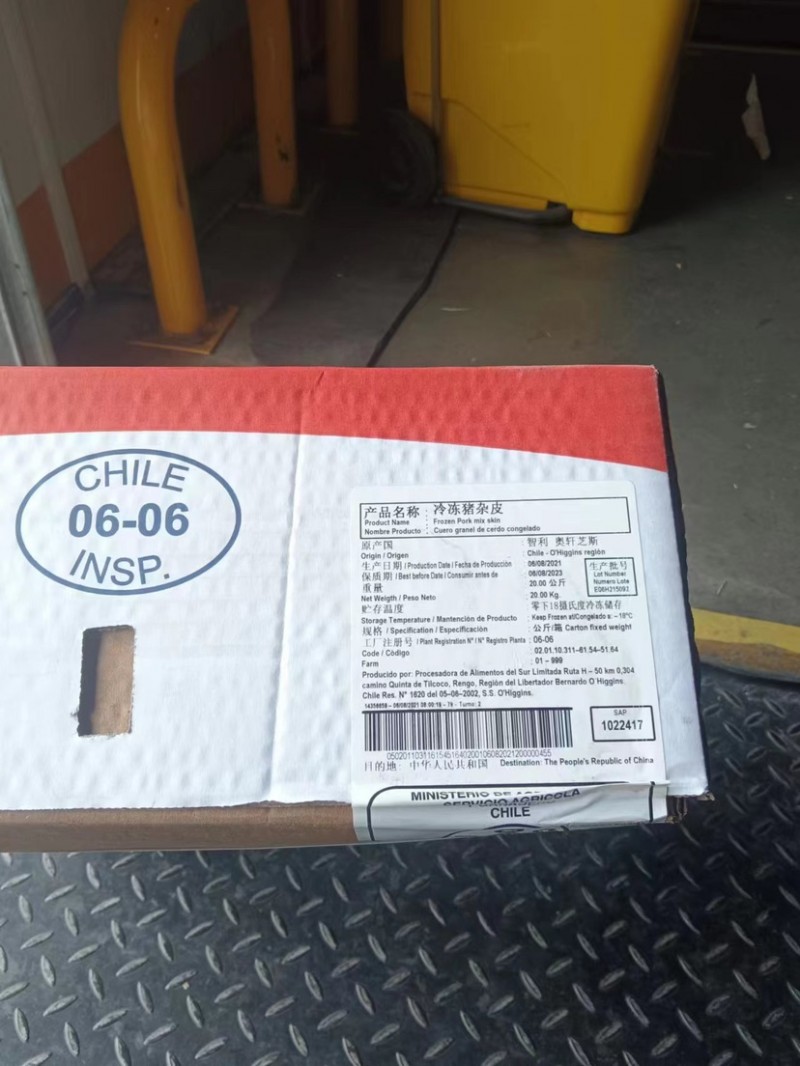 CHILE
06-06
INSP.
产品名称 : 冷冻猪杂皮
Product Name Frozen Pork mix skin
Nombre Producto : Cuero granel de cerdo congelado
原产国 : 智利 奥轩芝斯
Origin / Origen Chile - O'Higgins región
生产日期 / Production Date / Fecha de Producción : 06/08/2021
保质期 / Best before Date / Consumir antes de : 06/08/2023
重量 : 20.00 公斤
Net Weigth / Peso Neto : 20.00 Kg.
生产批号
Lot Number
Numero Lote
贮存温度 : 零下18摄氏度冷冻储存
Storage Temperature / Mantención de Producto Keep Frozen at/Congelado a: -18°C
规格 / Specification / Especificación : 公斤/箱 Carton fixed weight
工厂注册号 / Plant Registration N° / N° Registro Planta : 06-06
Code / Código : 02.01.10.311-61.54-51.64
Farm : 01 - 999
Producido por: Procesadora de Alimentos del Sur Limitada Ruta H - 50 km 0,304
camino Quinta de Tilcoco, Rengo, Región del Libertador Bernardo O'Higgins.
Chile Res. N° 1620 del 05-06-2002, S.S. O'Higgins.
SAP
1022417
目的地: 中华人民共和国 Destination: The People's Republic of China
MINISTERIO DE
SERVICIO AGRICOLA
CHILE